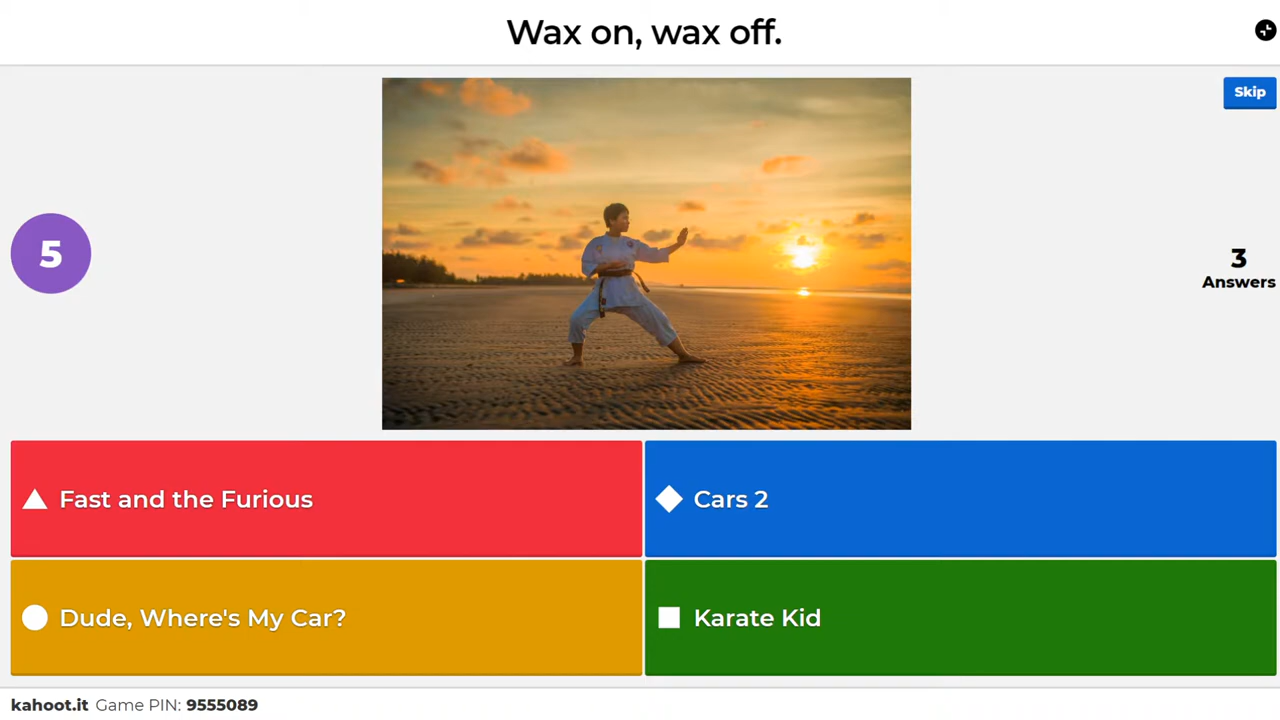 Wax on, wax off.
Skip
5
3
Answers
Fast and the Furious
Cars 2
Dude, Where's My Car?
Karate Kid
kahoot.it Game PIN: 9555089